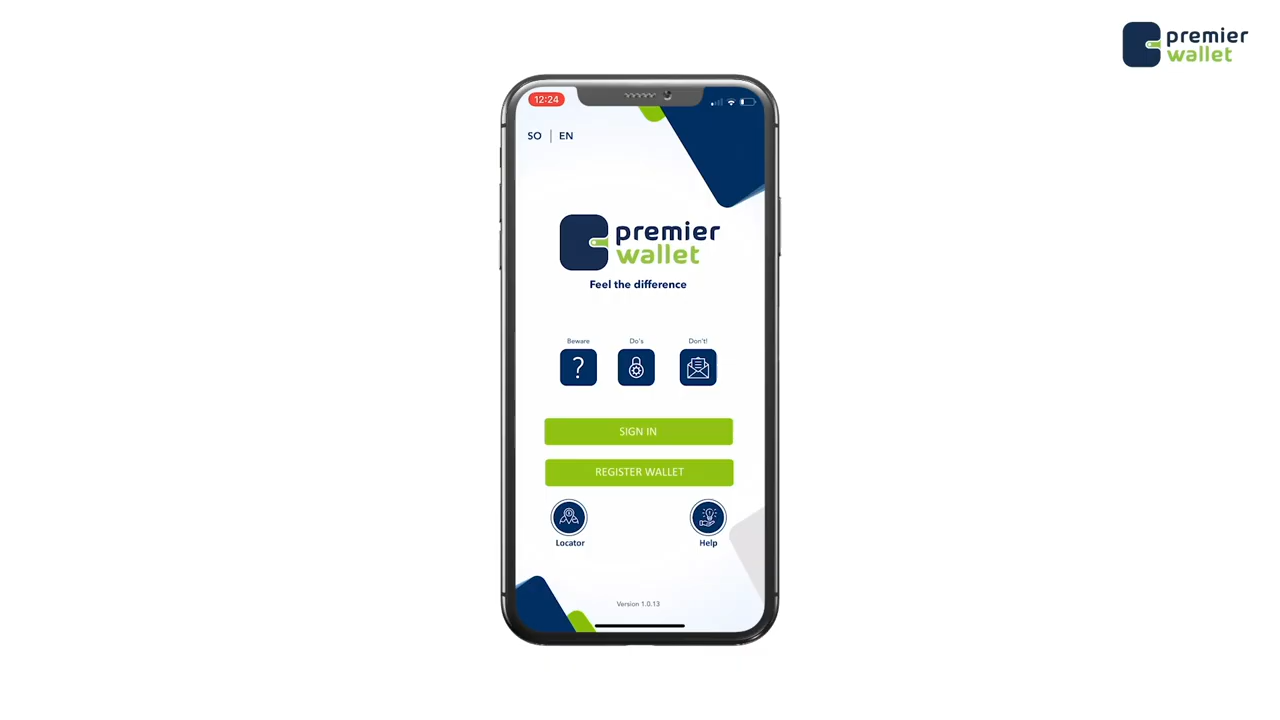 premier
wallet
12:24
SO | EN
premier
wallet
Feel the difference
Beware
Do's
Don't!
?
SIGN IN
REGISTER WALLET
Locator
Help
Version 1.0.13